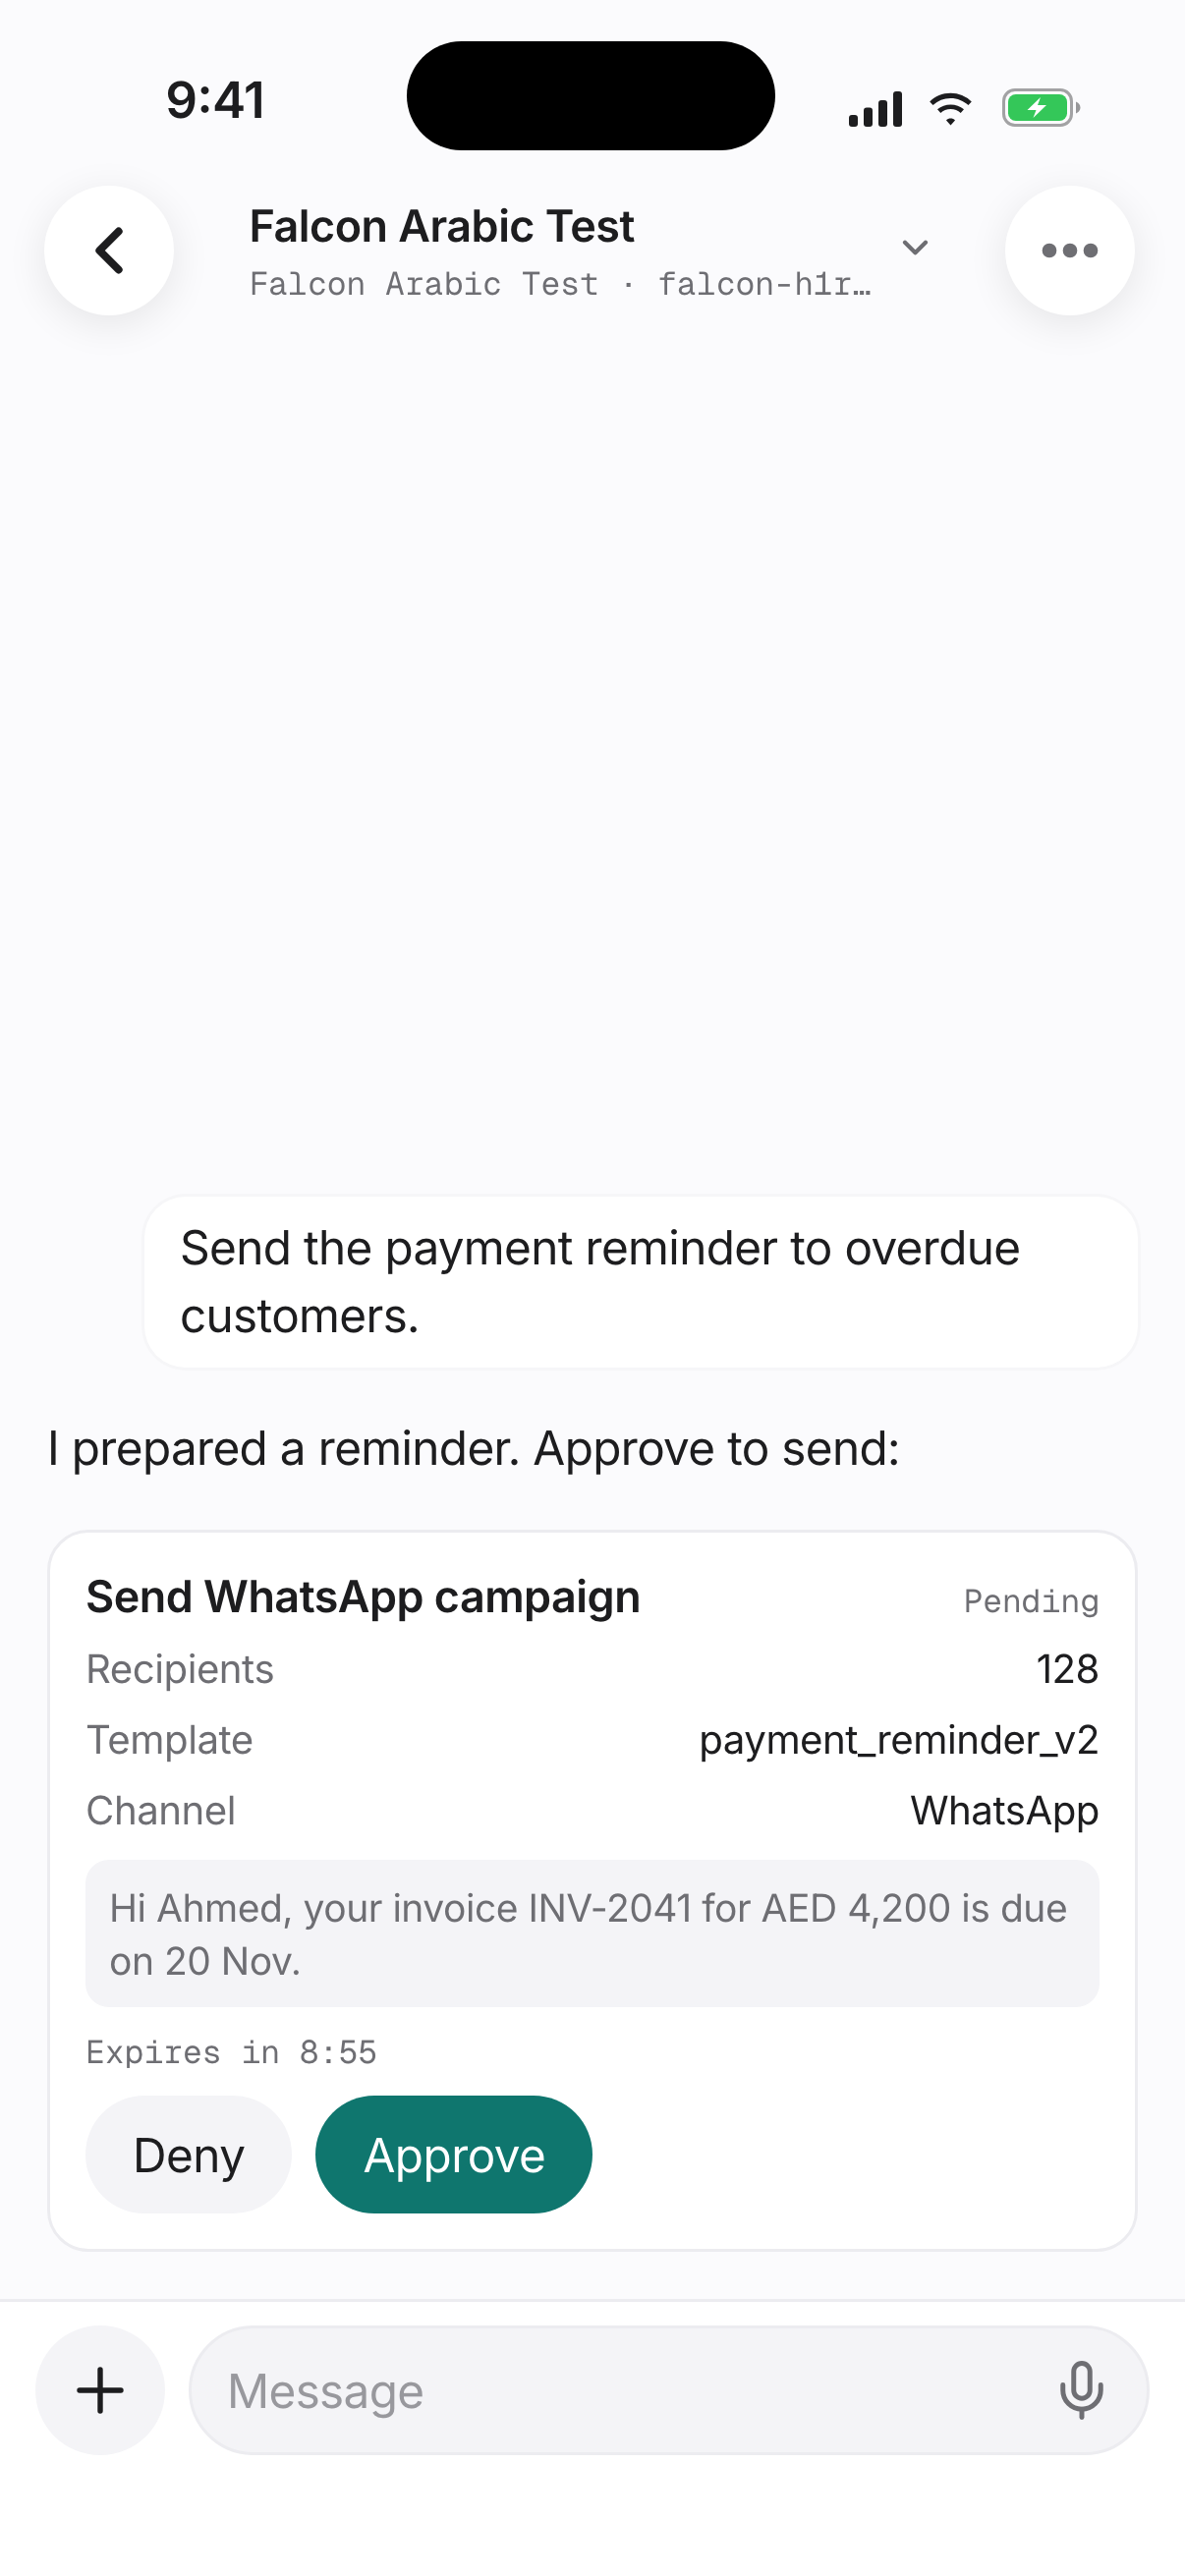 9:41
Falcon Arabic Test
Falcon Arabic Test · falcon-h1r…
Send the payment reminder to overdue
customers.
I prepared a reminder. Approve to send:
Send WhatsApp campaign Pending
Recipients 128
Template payment_reminder_v2
Channel WhatsApp
Hi Ahmed, your invoice INV-2041 for AED 4,200 is due
on 20 Nov.
Expires in 8:55
Deny Approve
Message